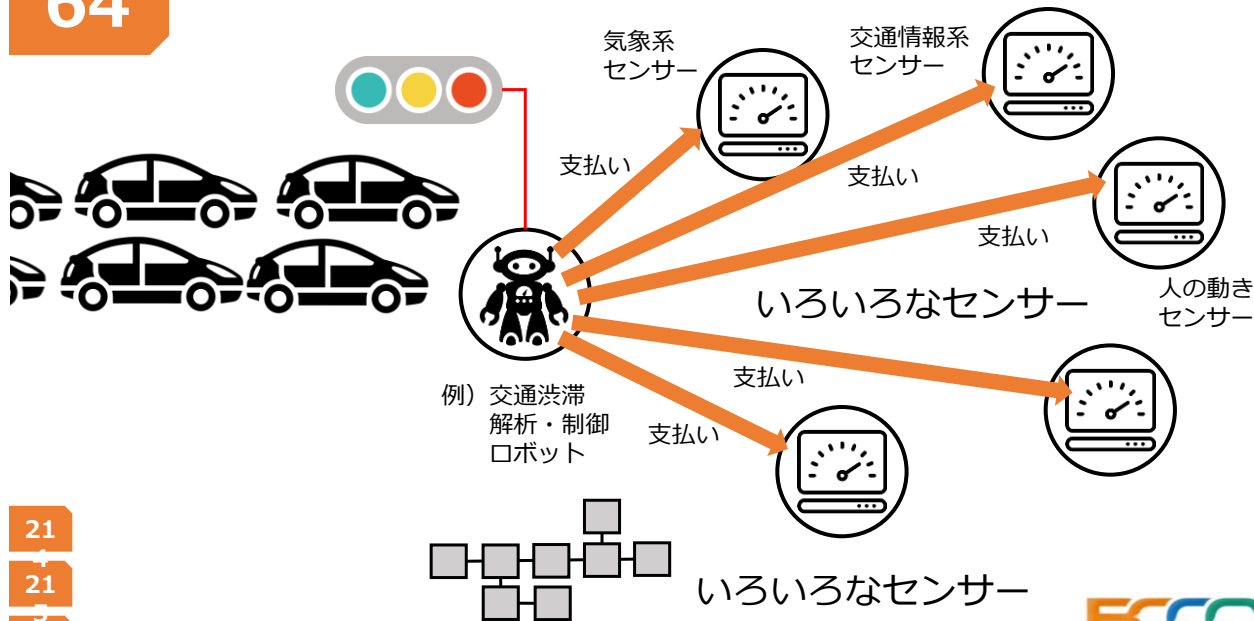 64
気象系
センサー
交通情報系
センサー
支払い
支払い
支払い
いろいろなセンサー
人の動き
センサー
支払い
例）交通渋滞
解析・制御
ロボット
支払い
21
21
いろいろなセンサー